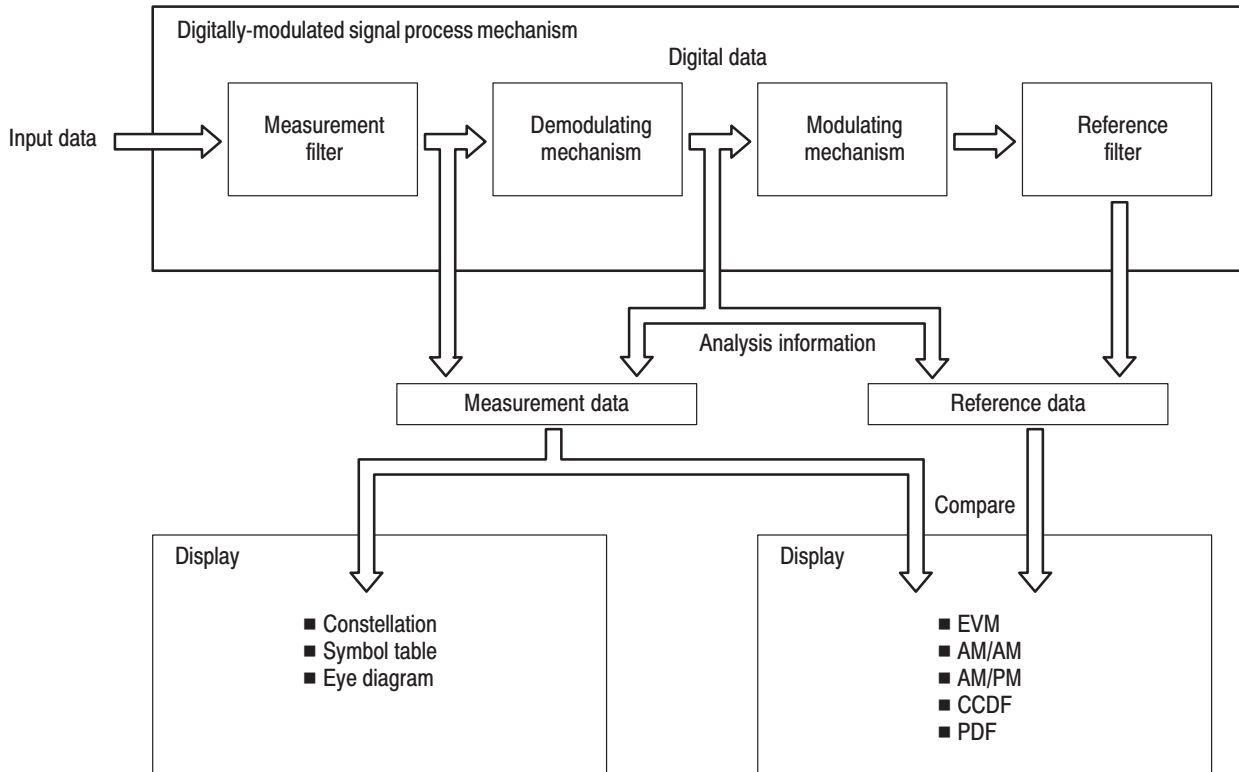 Digitally-modulated signal process mechanism
Digital data
Input data
Measurement
filter
Demodulating
mechanism
Modulating
mechanism
Reference
filter
Analysis information
Measurement data
Reference data
Compare
Display
■ Constellation
■ Symbol table
■ Eye diagram
Display
■ EVM
■ AM/AM
■ AM/PM
■ CCDF
■ PDF